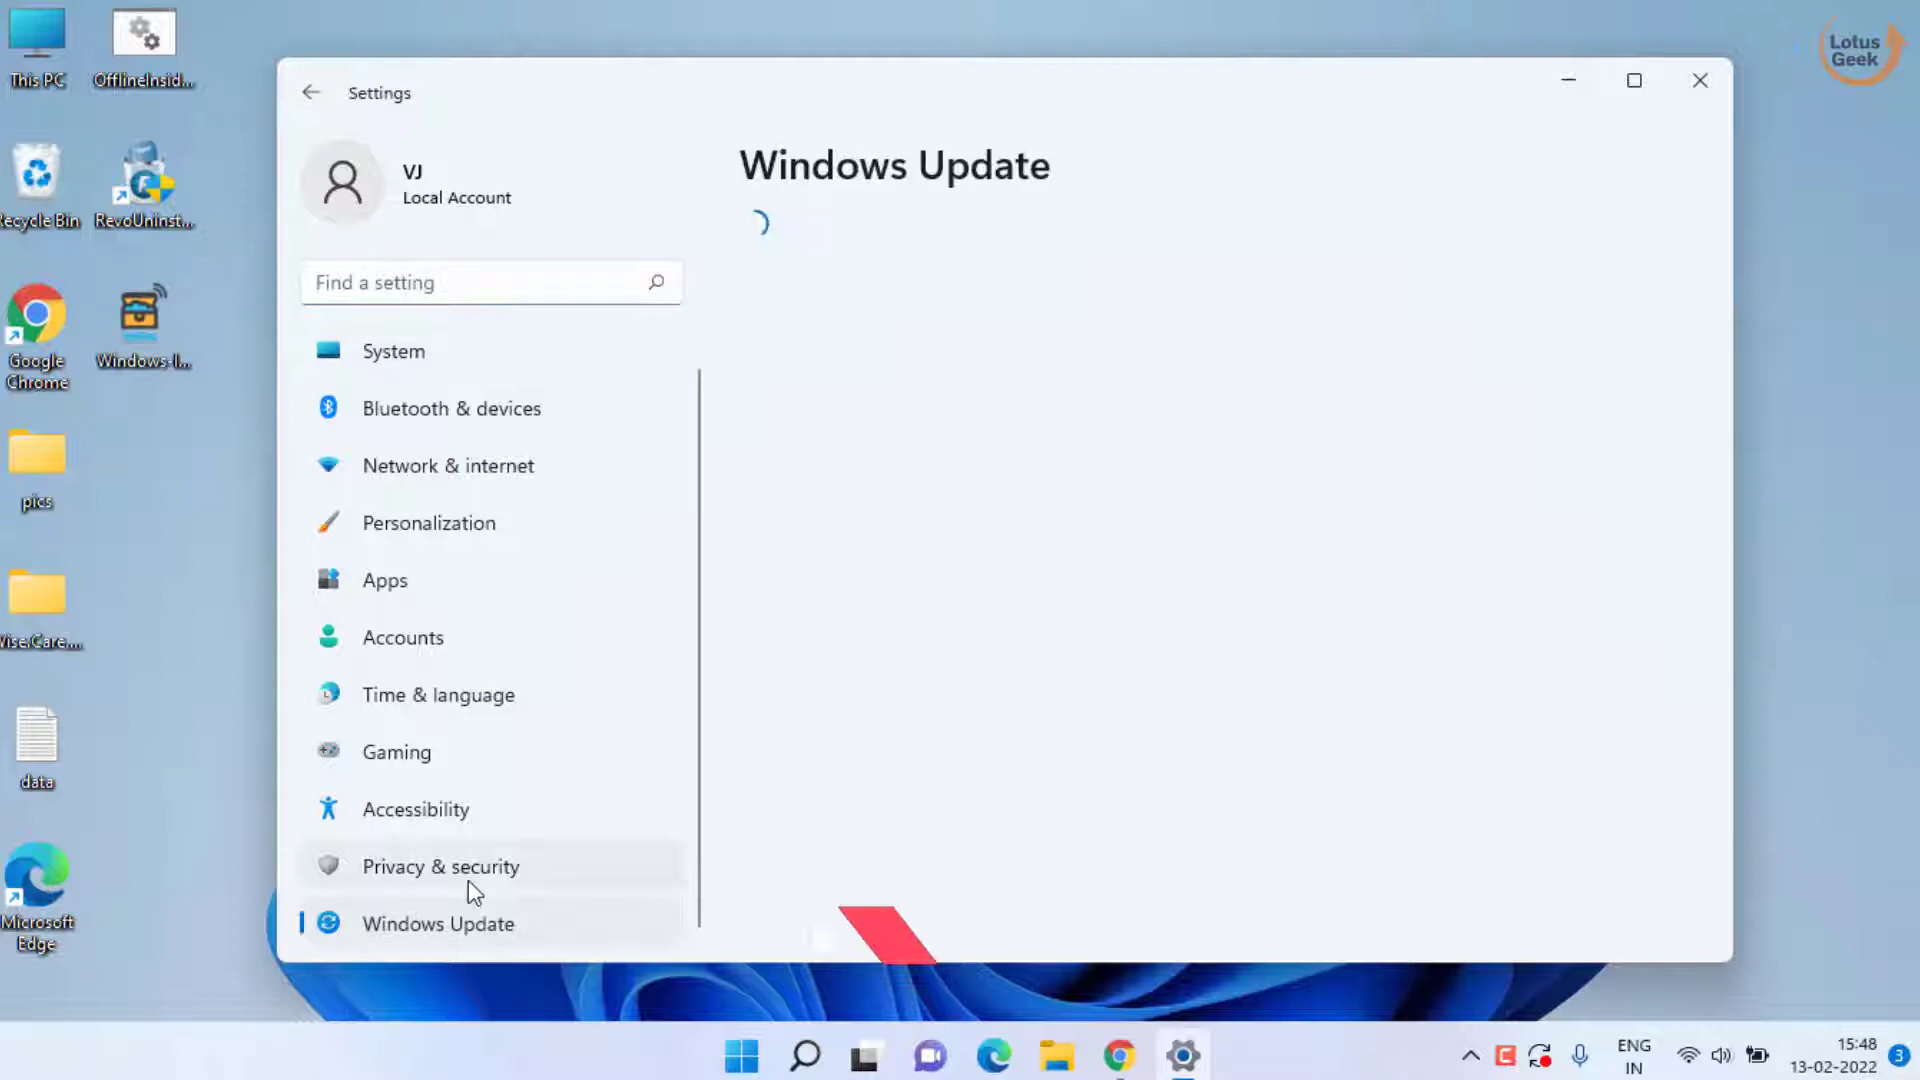 This PC
OfflineInsid...
Recycle Bin
RevoUninst...
Google
Chrome
Windows-I...
pics
Wise.Care....
data
Microsoft
Edge
Settings
VJ
Local Account
Find a setting
System
Bluetooth & devices
Network & internet
Personalization
Apps
Accounts
Time & language
Gaming
Accessibility
Privacy & security
Windows Update
Windows Update
Lotus
Geek
ENG
IN
15:48
13-02-2022
3